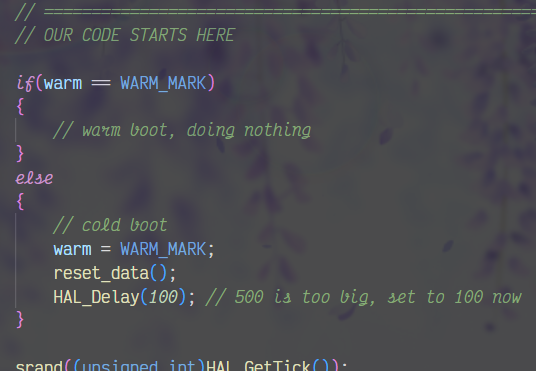 // ==================================================
// OUR CODE STARTS HERE
if(warm == WARM_MARK)
{
// warm boot, doing nothing
}
else
{
// cold boot
warm = WARM_MARK;
reset_data();
HAL_Delay(100); // 500 is too big, set to 100 now
}
srand((unsigned int)HAL_GetTick());